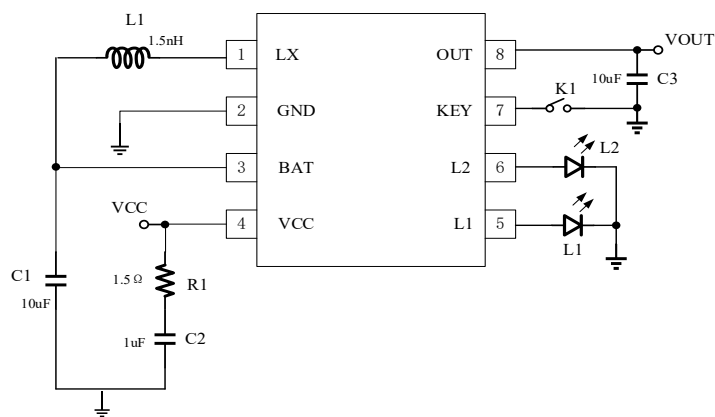 L1
1.5nH
1 LX OUT 8 VOUT
10uF C3
K1
2 GND KEY 7
3 BAT L2 6 L2
VCC
4 VCC L1 5
L1
C1 1.5Ω R1
10uF
1uF C2